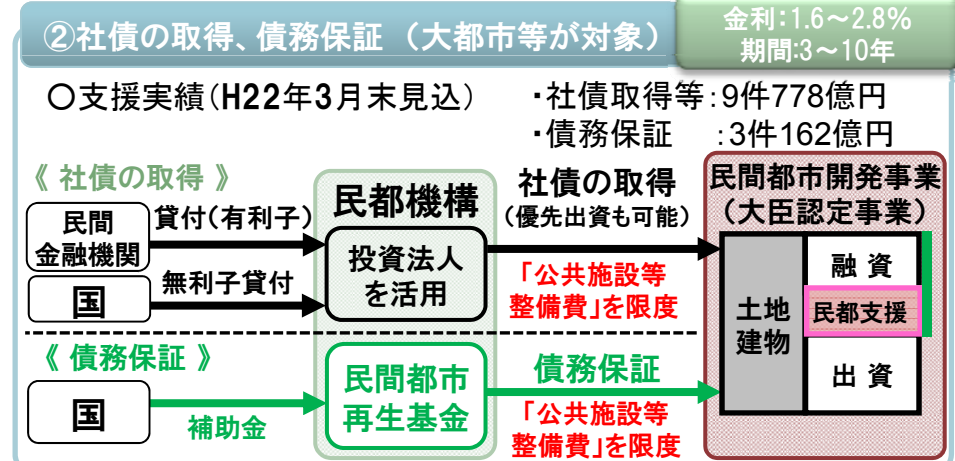 ②社債の取得、債務保証 （大都市等が対象）
金利：1.6～2.8%
期間:3～10年
○支援実績（H22年3月末見込）
・社債取得等：9件778億円
・債務保証　：3件162億円
《 社債の取得 》
民間
金融機関
貸付（有利子）
国
無利子貸付
民都機構
投資法人
を活用
社債の取得
（優先出資も可能）
「公共施設等
整備費」を限度
民間都市開発事業
（大臣認定事業）
土地
建物
融 資
民都支援
出 資
《 債務保証 》
国
補助金
民間都市
再生基金
債務保証
「公共施設等
整備費」を限度